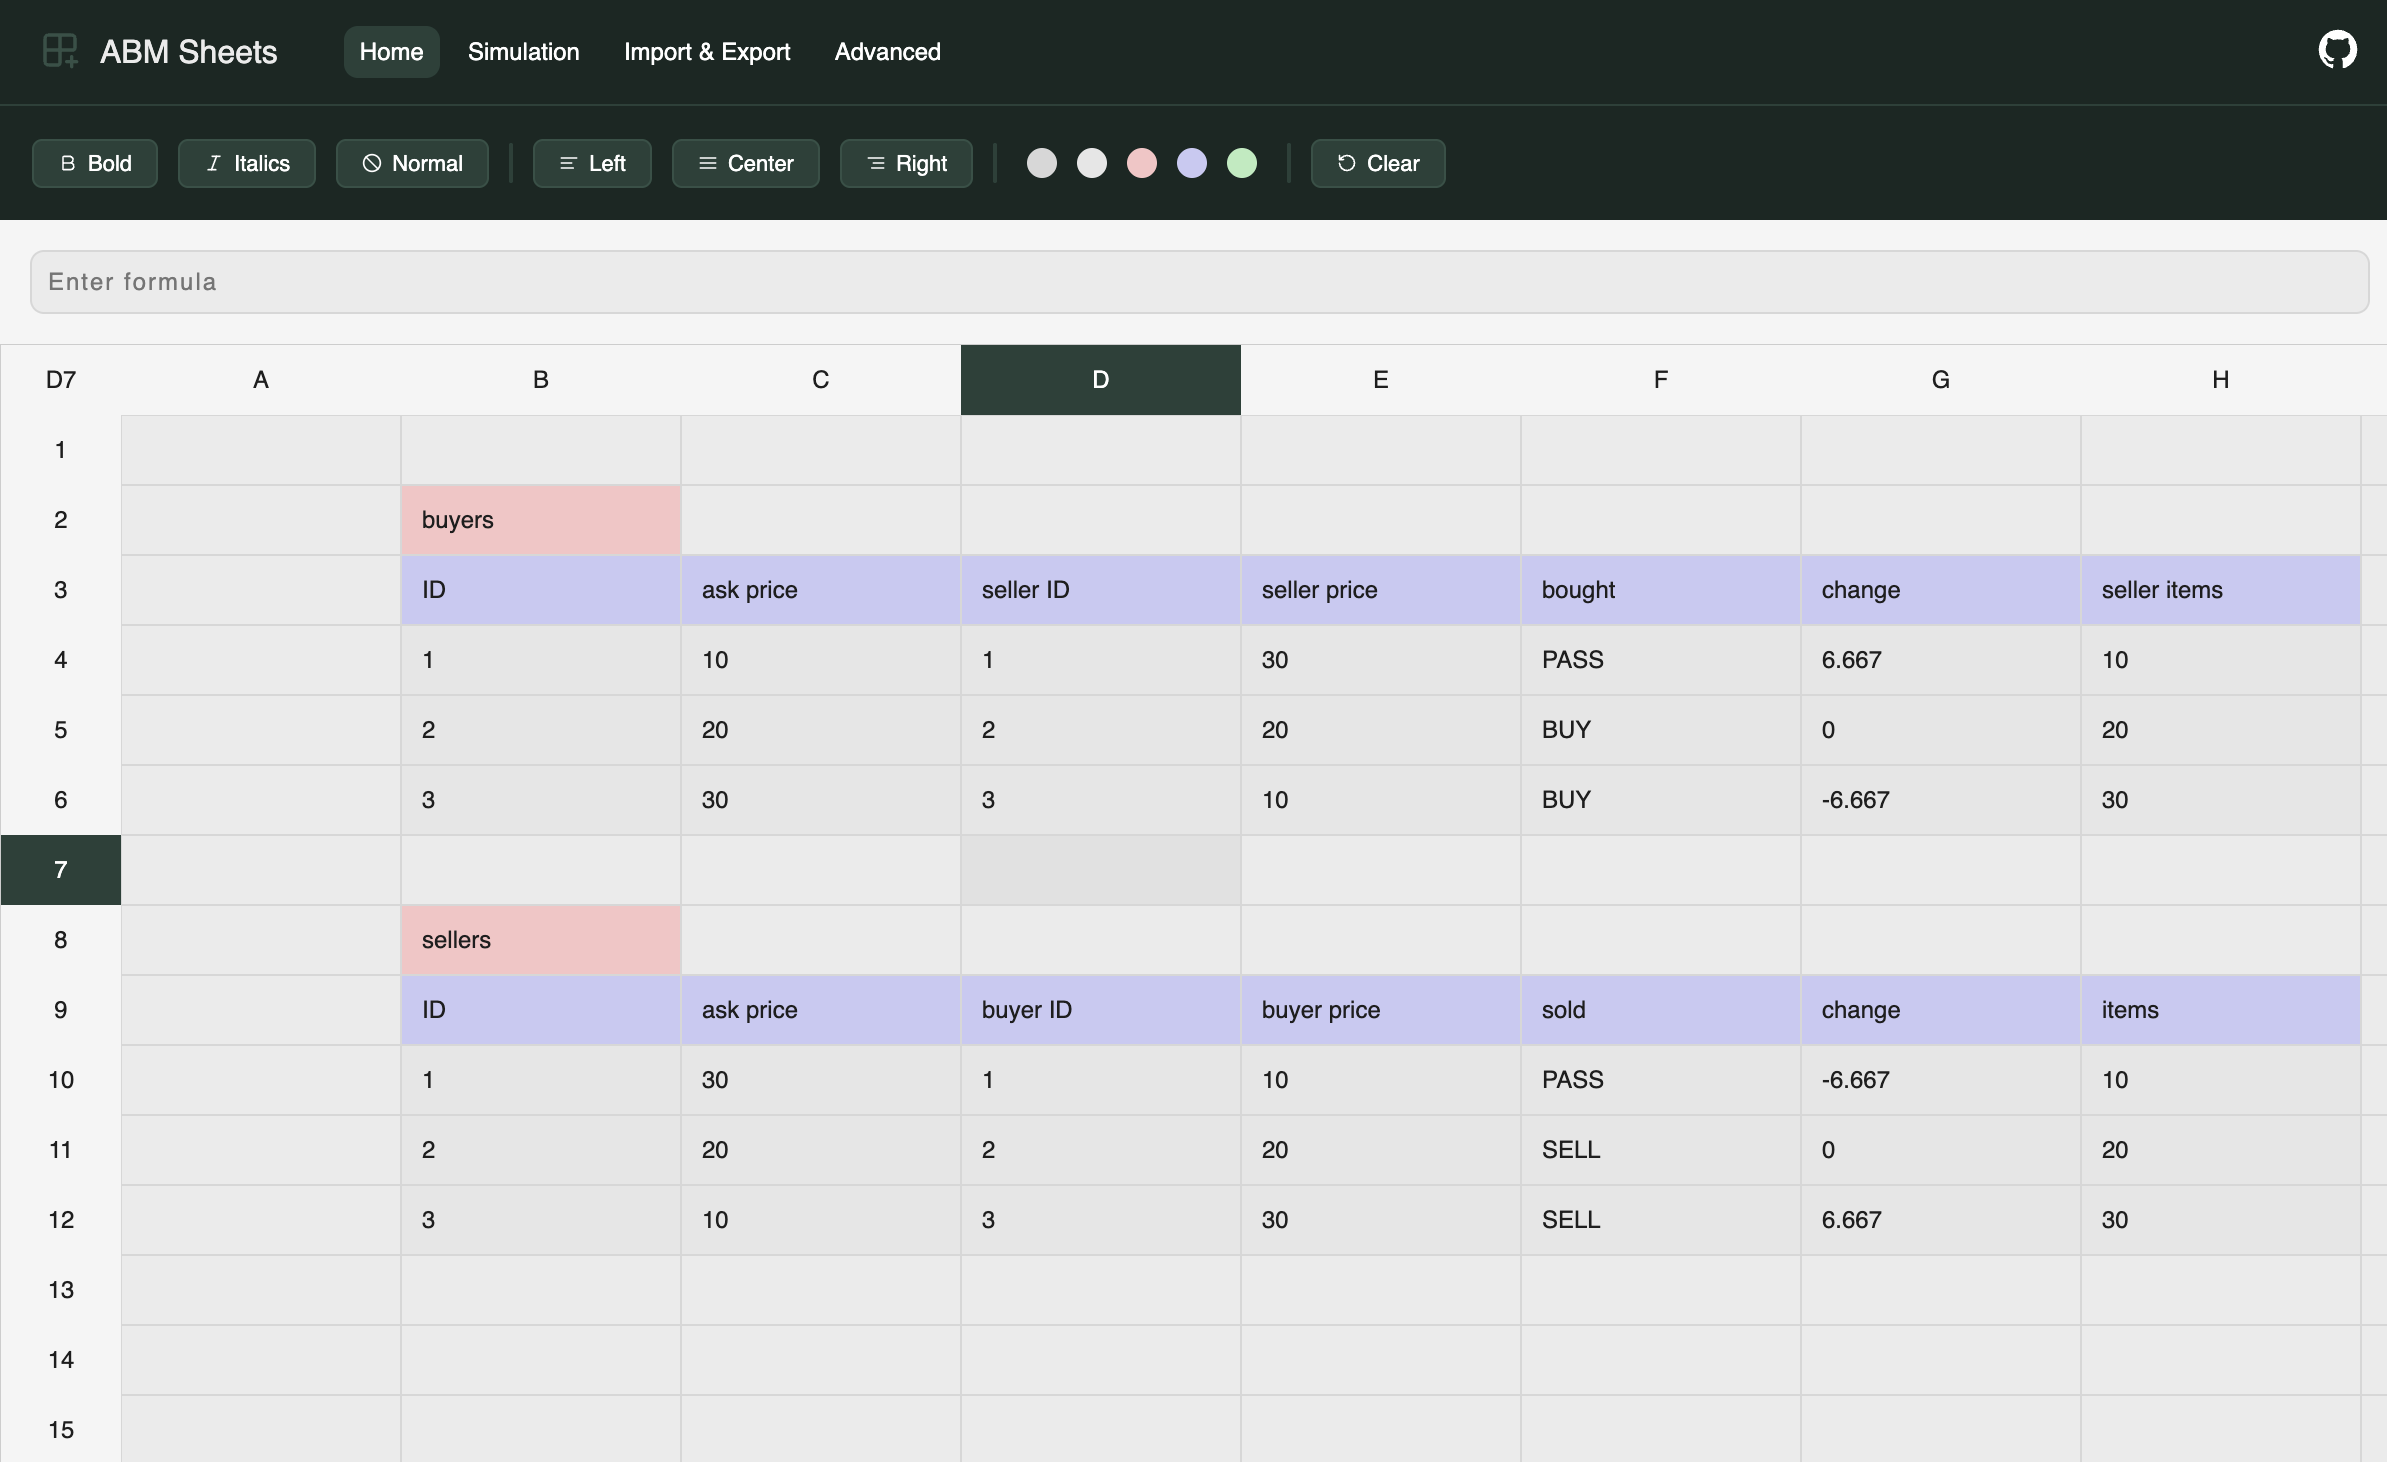 ABM Sheets Home Simulation Import & Export Advanced
Bold Italics Normal Left Center Right Clear
Enter formula
D7 A B C D E F G H
1
2 buyers
3 ID ask price seller ID seller price bought change seller items
4 1 10 1 30 PASS 6.667 10
5 2 20 2 20 BUY 0 20
6 3 30 3 10 BUY -6.667 30
7
8 sellers
9 ID ask price buyer ID buyer price sold change items
10 1 30 1 10 PASS -6.667 10
11 2 20 2 20 SELL 0 20
12 3 10 3 30 SELL 6.667 30
13
14
15